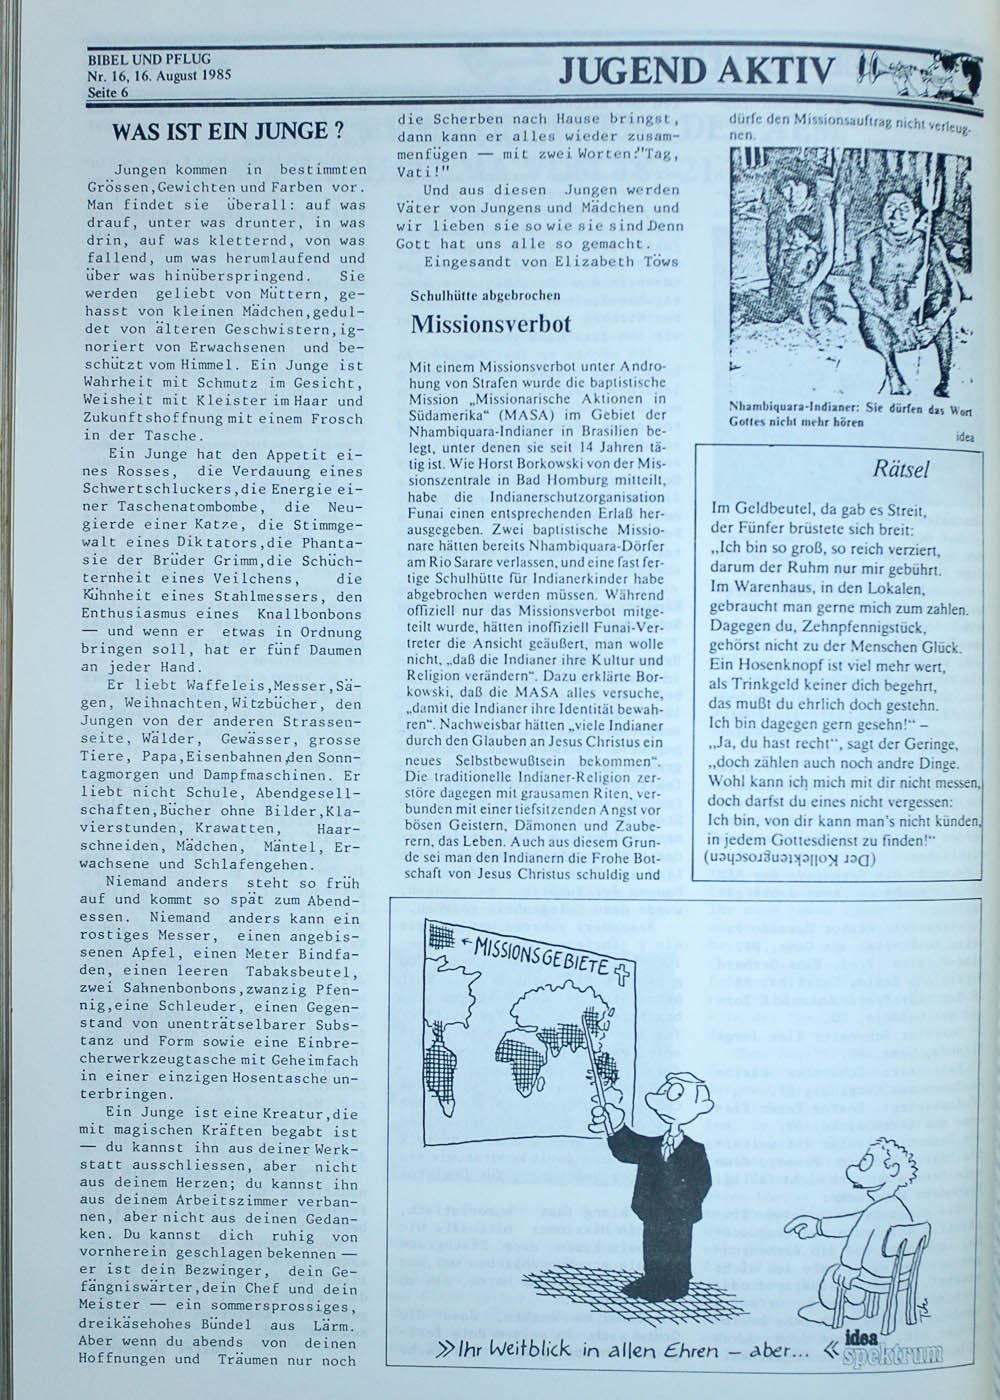 BIBEL UND PFLUG
Nr. 16, 16. August 1985
Seite 6
JUGEND AKTIV
WAS IST EIN JUNGE ?
Jungen kommen in bestimmten
Grössen,Gewichten und Farben vor.
Man findet sie überall: auf was
drauf, unter was drunter, in was
drin, auf was kletternd, von was
fallend, um was herumlaufend und
über was hinüberspringend. Sie
werden geliebt von Müttern, ge-
hasst von kleinen Mädchen,gedul-
det von älteren Geschwistern,ig-
noriert von Erwachsenen und be-
schützt vom Himmel. Ein Junge ist
Wahrheit mit Schmutz im Gesicht,
Weisheit mit Kleister im Haar und
Zukunftshoffnung mit einem Frosch
in der Tasche.
Ein Junge hat den Appetit ei-
nes Rosses, die Verdauung eines
Schwertschluckers,die Energie ei-
ner Taschenatombombe, die Neu-
gierde einer Katze, die Stimmge-
walt eines Diktators,die Phanta-
sie der Brüder Grimm,die Schüch-
ternheit eines Veilchens, die
Kühnheit eines Stahlmessers, den
Enthusiasmus eines Knallbonbons
— und wenn er etwas in Ordnung
bringen soll, hat er fünf Daumen
an jeder Hand.
Er liebt Waffeleis,Messer,Sä-
gen, Weihnachten,Witzbücher, den
Jungen von der anderen Strassen-
seite, Wälder, Gewässer, grosse
Tiere, Papa,Eisenbahnen,den Sonn-
tagmorgen und Dampfmaschinen. Er
liebt nicht Schule, Abendgesell-
schaften,Bücher ohne Bilder,Kla-
vierstunden, Krawatten, Haar-
schneiden, Mädchen, Mäntel, Er-
wachsene und Schlafengehen.
Niemand anders steht so früh
auf und kommt so spät zum Abend-
essen. Niemand anders kann ein
rostiges Messer, einen angebis-
senen Apfel, einen Meter Bindfa-
den, einen leeren Tabaksbeutel,
zwei Sahnenbonbons,zwanzig Pfen-
nig,eine Schleuder, einen Gegen-
stand von unenträtselbarer Subs-
tanz und Form sowie eine Einbre-
cherwerkzeugtasche mit Geheimfach
in einer einzigen Hosentasche un-
terbringen.
Ein Junge ist eine Kreatur,die
mit magischen Kräften begabt ist
— du kannst ihn aus deiner Werk-
statt ausschliessen, aber nicht
aus deinem Herzen; du kannst ihn
aus deinem Arbeitszimmer verban-
nen, aber nicht aus deinen Gedan-
ken. Du kannst dich ruhig von
vornherein geschlagen bekennen —
er ist dein Bezwinger, dein Ge-
fängniswärter,dein Chef und dein
Meister — ein sommersprossiges,
dreikäsehohes Bündel aus Lärm.
Aber wenn du abends von deinen
Hoffnungen und Träumen nur noch
die Scherben nach Hause bringst,
dann kann er alles wieder zusam-
menfügen — mit zwei Worten:"Tag,
Vati!"
Und aus diesen Jungen werden
Väter von Jungens und Mädchen und
wir lieben sie so wie sie sind.Denn
Gott hat uns alle so gemacht.
Eingesandt von Elizabeth Töws
Schulhütte abgebrochen
Missionsverbot
Mit einem Missionsverbot unter Andro-
hung von Strafen wurde die baptistische
Mission „Missionarische Aktionen in
Südamerika“ (MASA) im Gebiet der
Nhambiquara-Indianer in Brasilien be-
legt, unter denen sie seit 14 Jahren tä-
tig ist. Wie Horst Borkowski von der Mis-
sionszentrale in Bad Homburg mitteilt,
habe die Indianerschutzorganisation
Funai einen entsprechenden Erlaß her-
ausgegeben. Zwei baptistische Missio-
nare hätten bereits Nhambiquara-Dörfer
am Rio Sarare verlassen, und eine fast fer-
tige Schulhütte für Indianerkinder habe
abgebrochen werden müssen. Während
offiziell nur das Missionsverbot mitge-
teilt wurde, hätten inoffiziell Funai-Ver-
treter die Ansicht geäußert, man wolle
nicht, „daß die Indianer ihre Kultur und
Religion verändern“. Dazu erklärte Bor-
kowski, daß die MASA alles versuche,
„damit die Indianer ihre Identität bewah-
ren“. Nachweisbar hätten „viele Indianer
durch den Glauben an Jesus Christus ein
neues Selbstbewußtsein bekommen“.
Die traditionelle Indianer-Religion zer-
störe dagegen mit grausamen Riten, ver-
bunden mit einer tiefsitzenden Angst vor
bösen Geistern, Dämonen und Zaube-
rern, das Leben. Auch aus diesem Grun-
de sei man den Indianern die Frohe Bot-
schaft von Jesus Christus schuldig und
dürfe den Missionsauftrag nicht verleug-
nen.
Nhambiquara-Indianer: Sie dürfen das Wort
Gottes nicht mehr hören
idea
Rätsel
Im Geldbeutel, da gab es Streit,
der Fünfer brüstete sich breit:
„Ich bin so groß, so reich verziert,
darum der Ruhm nur mir gebührt.
Im Warenhaus, in den Lokalen,
gebraucht man gerne mich zum zahlen.
Dagegen du, Zehnpfennigstück,
gehörst nicht zu der Menschen Glück.
Ein Hosenknopf ist viel mehr wert,
als Trinkgeld keiner dich begehrt,
das mußt du ehrlich doch gestehn.
Ich bin dagegen gern gesehn!“ –
„Ja, du hast recht“, sagt der Geringe,
„doch zählen auch noch andre Dinge.
Wohl kann ich mich mit dir nicht messen,
doch darfst du eines nicht vergessen:
Ich bin, von dir kann man's nicht künden,
in jedem Gottesdienst zu finden!“
(Der Kollektengroschen)
← MISSIONSGEBIETE
»Ihr Weitblick in allen Ehren – aber... «
idea
spektrum